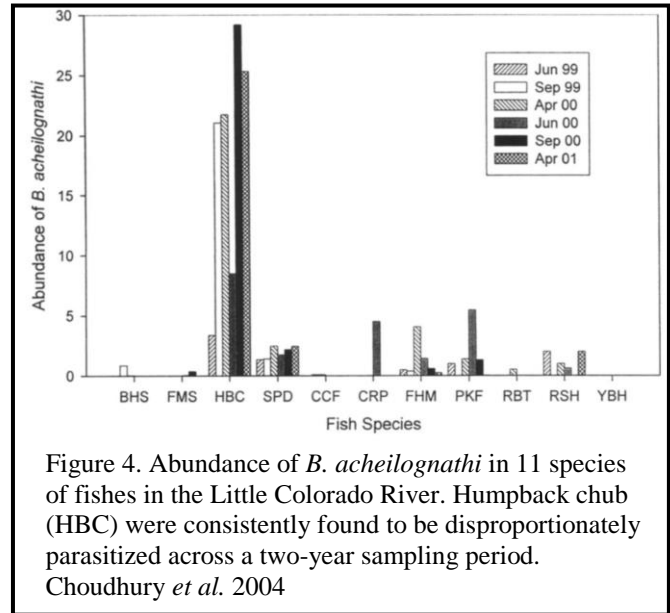 30
25
20
15
10
5
0
Abundance of B. acheilognathi
Jun 99
Sep 99
Apr 00
Jun 00
Sep 00
Apr 01
BHS FMS HBC SPD CCF CRP FHM PKF RBT RSH YBH
Fish Species
Figure 4. Abundance of B. acheilognathi in 11 species
of fishes in the Little Colorado River. Humpback chub
(HBC) were consistently found to be disproportionately
parasitized across a two-year sampling period.
Choudhury et al. 2004